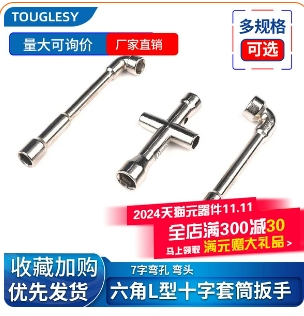 TOUGLESY
量大可询价
厂家直销
多规格
可选
2024天猫元器件11.11
全店满300减30
马上领取 满元赠大礼品>
7字弯孔 弯头
收藏加购
优先发货
六角L型十字套筒扳手